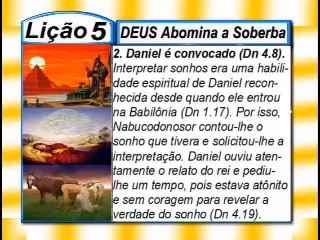 Lição 5
DEUS Abomina a Soberba
2. Daniel é convocado (Dn 4.8).
Interpretar sonhos era uma habili-
dade espiritual de Daniel recon-
hecida desde quando ele entrou
na Babilônia (Dn 1.17). Por isso,
Nabucodonosor contou-lhe o
sonho que tivera e solicitou-lhe a
interpretação. Daniel ouviu aten-
tamente o relato do rei e pediu-
lhe um tempo, pois estava atônito
e sem coragem para revelar a
verdade do sonho (Dn 4.19).